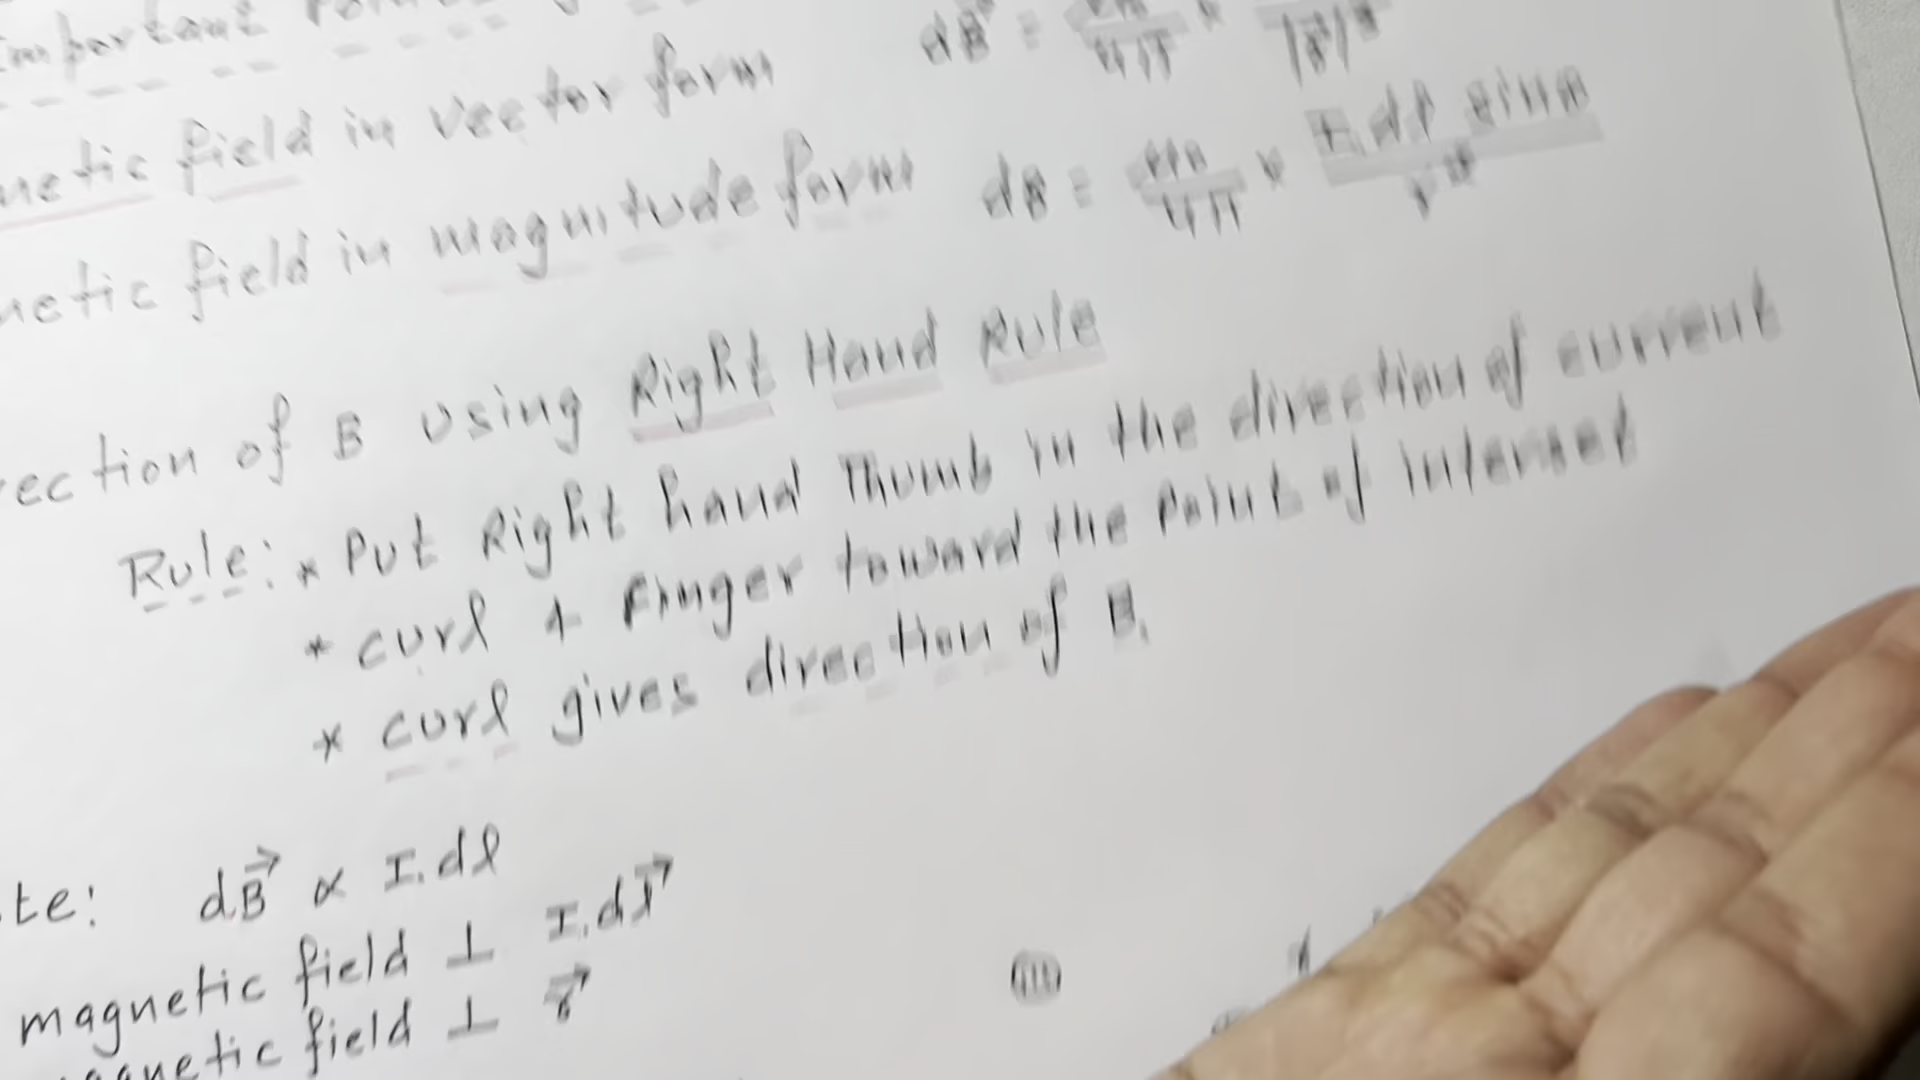 Important
netic field in vector form dB⃗ =
netic field in magnitude form dB = μ₀/4π × I.dl sinθ/r²
ection of B using Right Hand Rule
Rule: * Put Right hand Thumb in the direction of current
* curl 4 Finger toward the Point of interset
* curl gives direction of B.
te: dB⃗ ∝ I.dl
magnetic field ⊥ I.dl⃗
magnetic field ⊥ r⃗